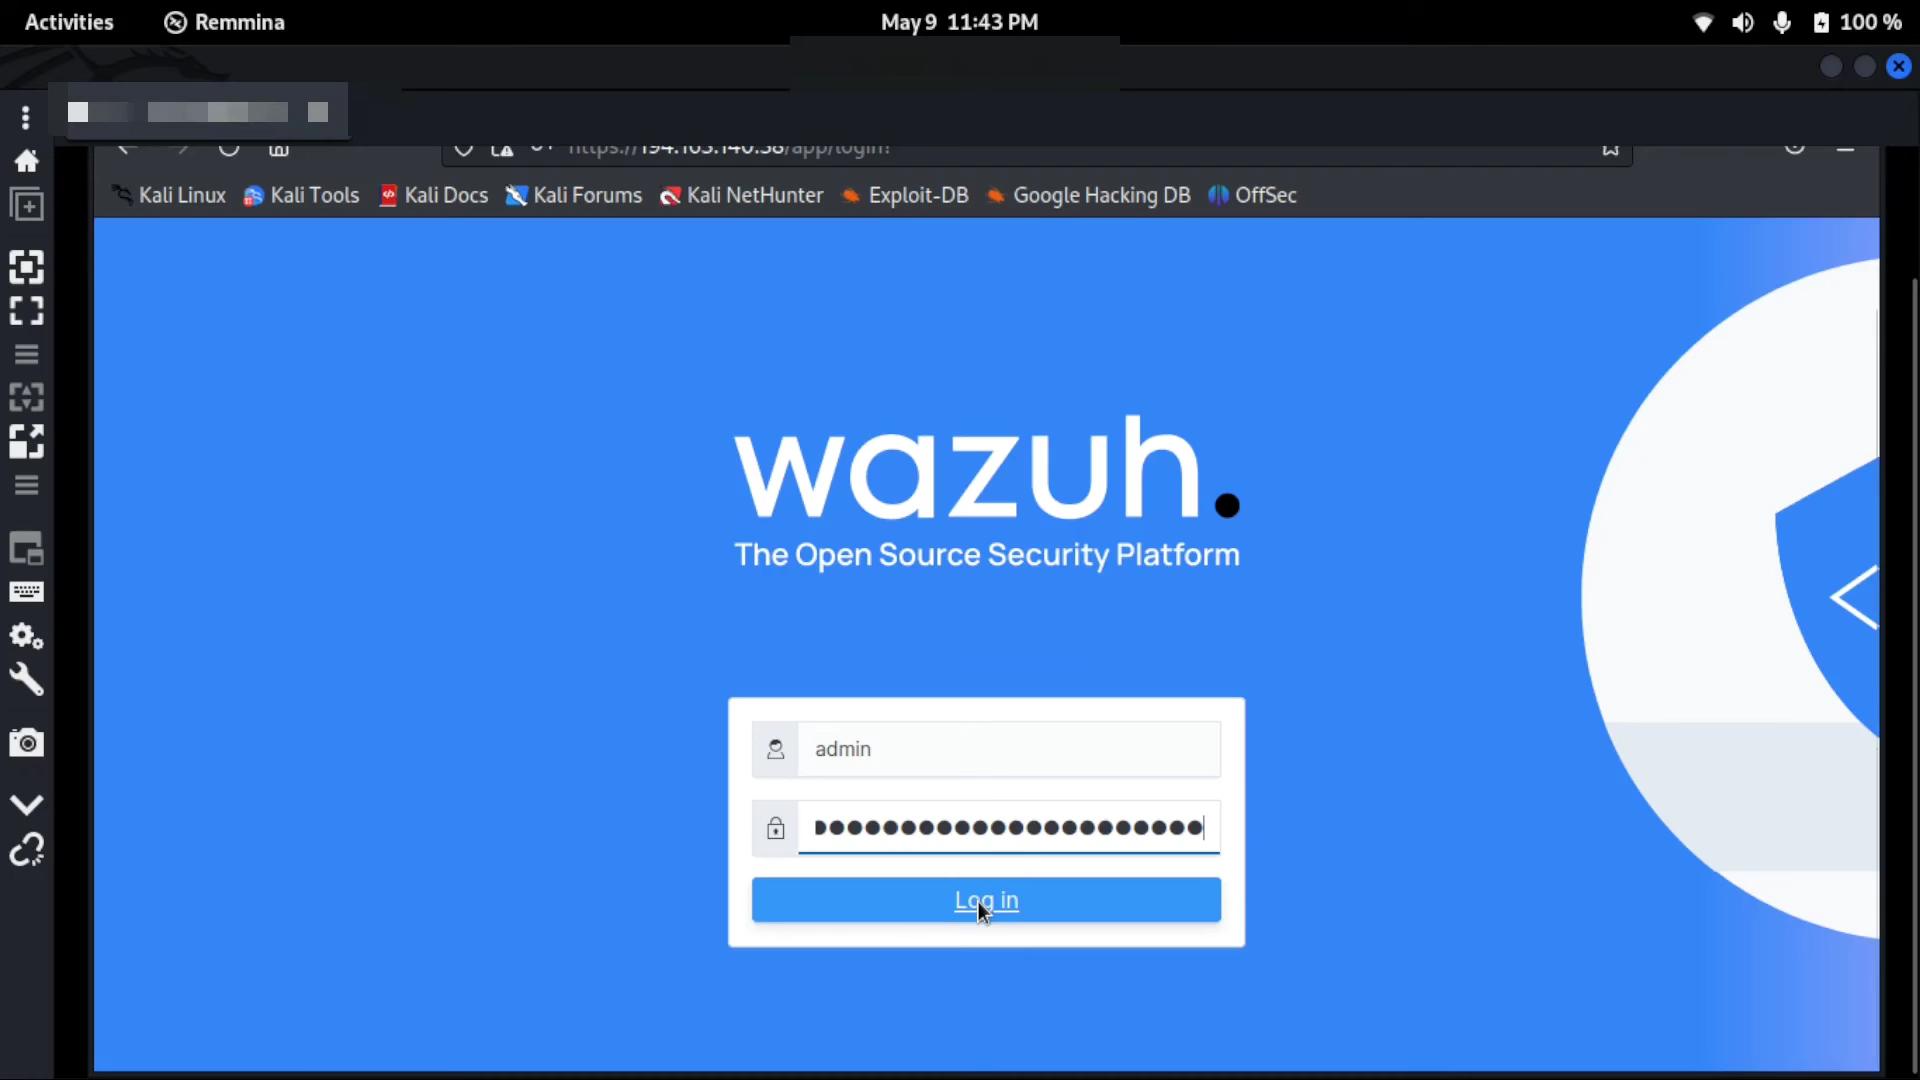 Activities Remmina May 9 11:43 PM 100 %
Kali Linux Kali Tools Kali Docs Kali Forums Kali NetHunter Exploit-DB Google Hacking DB OffSec
wazuh.
The Open Source Security Platform
admin
Log in